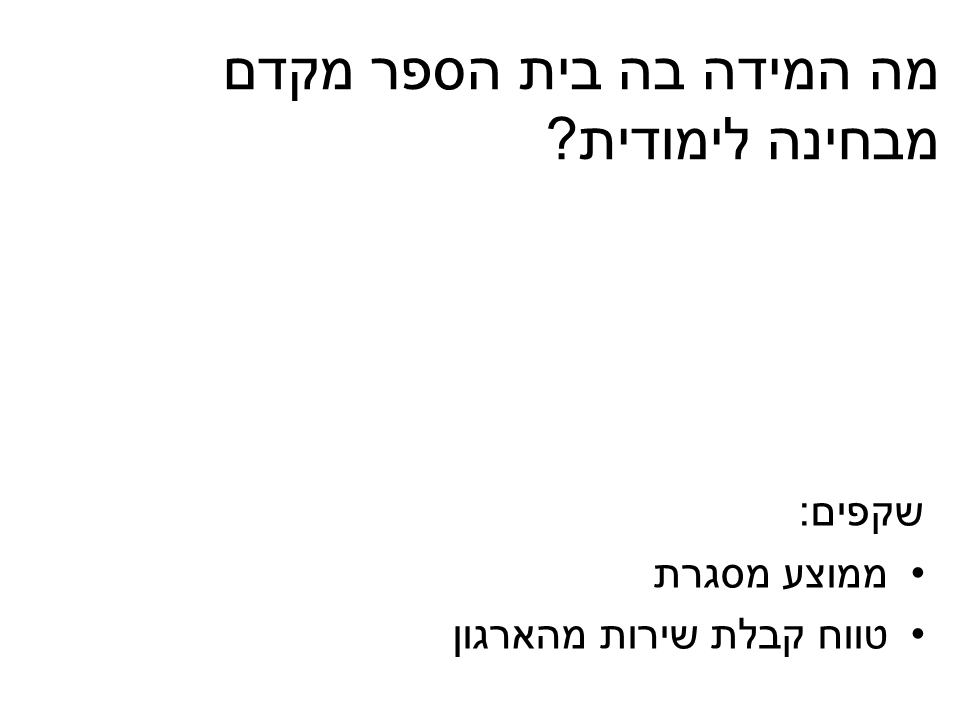 מה המידה בה בית הספר מקדם
מבחינה לימודית?
שקפים:
• ממוצע מסגרת
• טווח קבלת שירות מהארגון